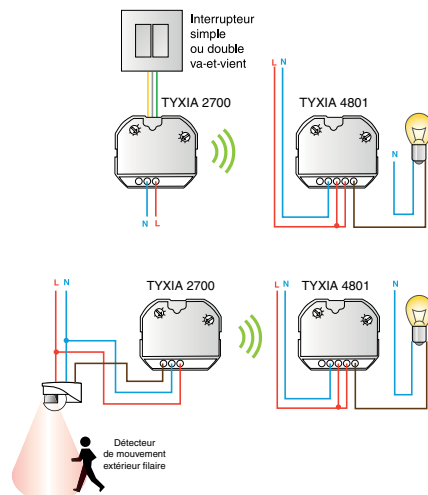 Interrupteur
simple
ou double
va-et-vient
TYXIA 2700
TYXIA 4801
L N
N
N L
TYXIA 2700
TYXIA 4801
L N
L N
N
Détecteur
de mouvement
extérieur filaire